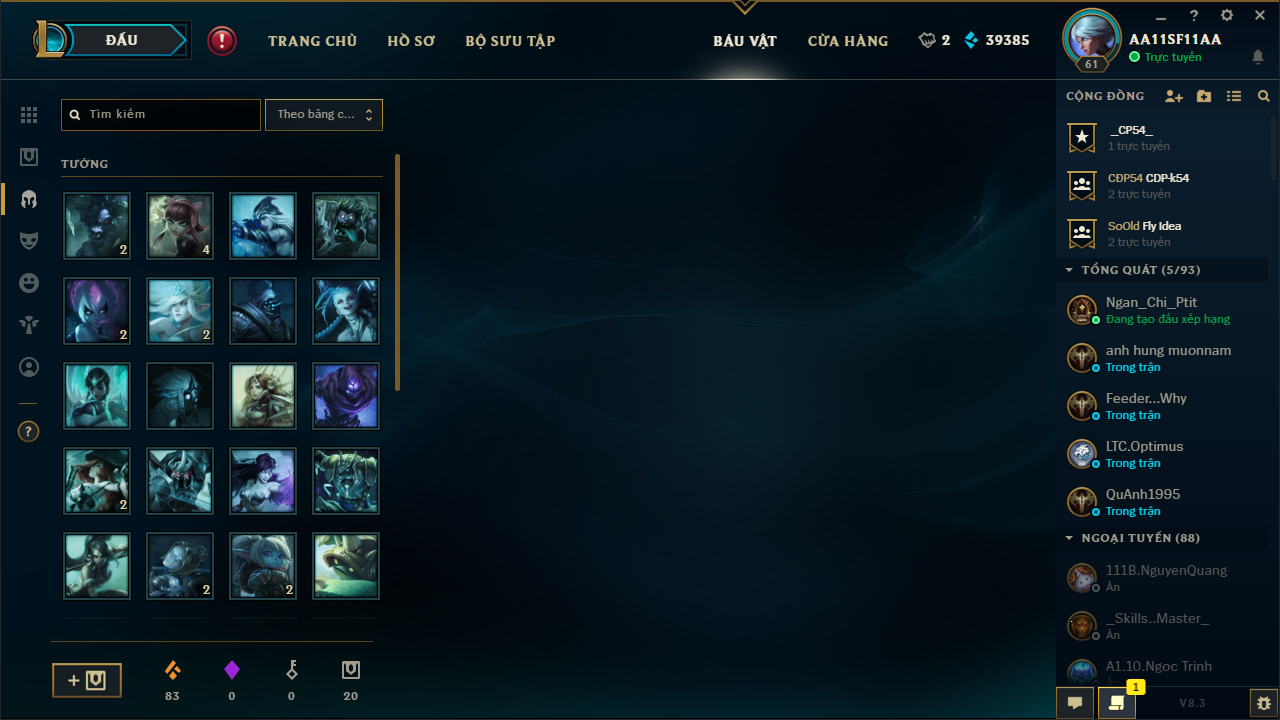 ĐẤU
TRANG CHỦ
HỒ SƠ
BỘ SƯU TẬP
BÁU VẬT
CỬA HÀNG
2
39385
61
AA11SF11AA
Trực tuyến
Tìm kiếm
Theo bảng c...
TƯỚNG
2
4
2
2
2
2
2
83
0
0
20
CỘNG ĐỒNG
_CP54_
1 trực tuyến
CĐP54 CDP-k54
2 trực tuyến
SoOld Fly Idea
2 trực tuyến
TỔNG QUÁT (5/93)
Ngan_Chi_Ptit
Đang tạo đấu xếp hạng
anh hung muonnam
Trong trận
Feeder...Why
Trong trận
LTC.Optimus
Trong trận
QuAnh1995
Trong trận
NGOẠI TUYẾN (88)
111B.NguyenQuang
Ẩn
_Skills..Master_
Ẩn
A1.10.Ngoc Trinh
Ẩn
1
V8.3